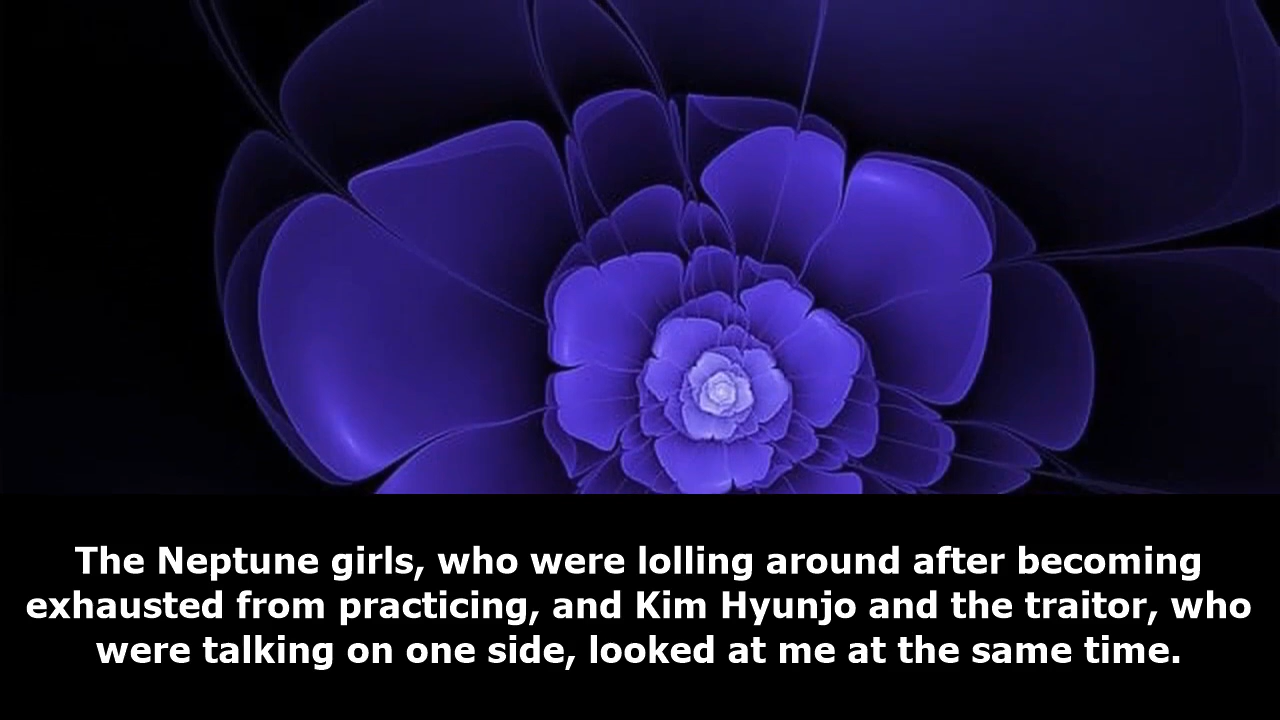 The Neptune girls, who were lolling around after becoming
exhausted from practicing, and Kim Hyunjo and the traitor, who
were talking on one side, looked at me at the same time.